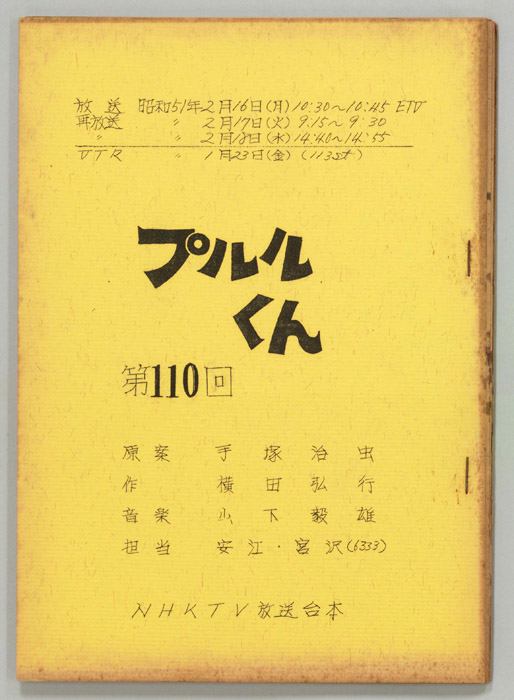 放送 昭和51年2月16日(月)10:30〜10:45 ETV
再放送 〃 2月17日(火)9:15〜9:30
〃 〃 2月18日(水)14:40〜14:55
VTR 〃 1月23日(金)(113st)
プルル
くん
第110回
原案 手塚治虫
作 横田弘行
音楽 山下毅雄
担当 安江・宮沢(6333)
NHKTV放送台本